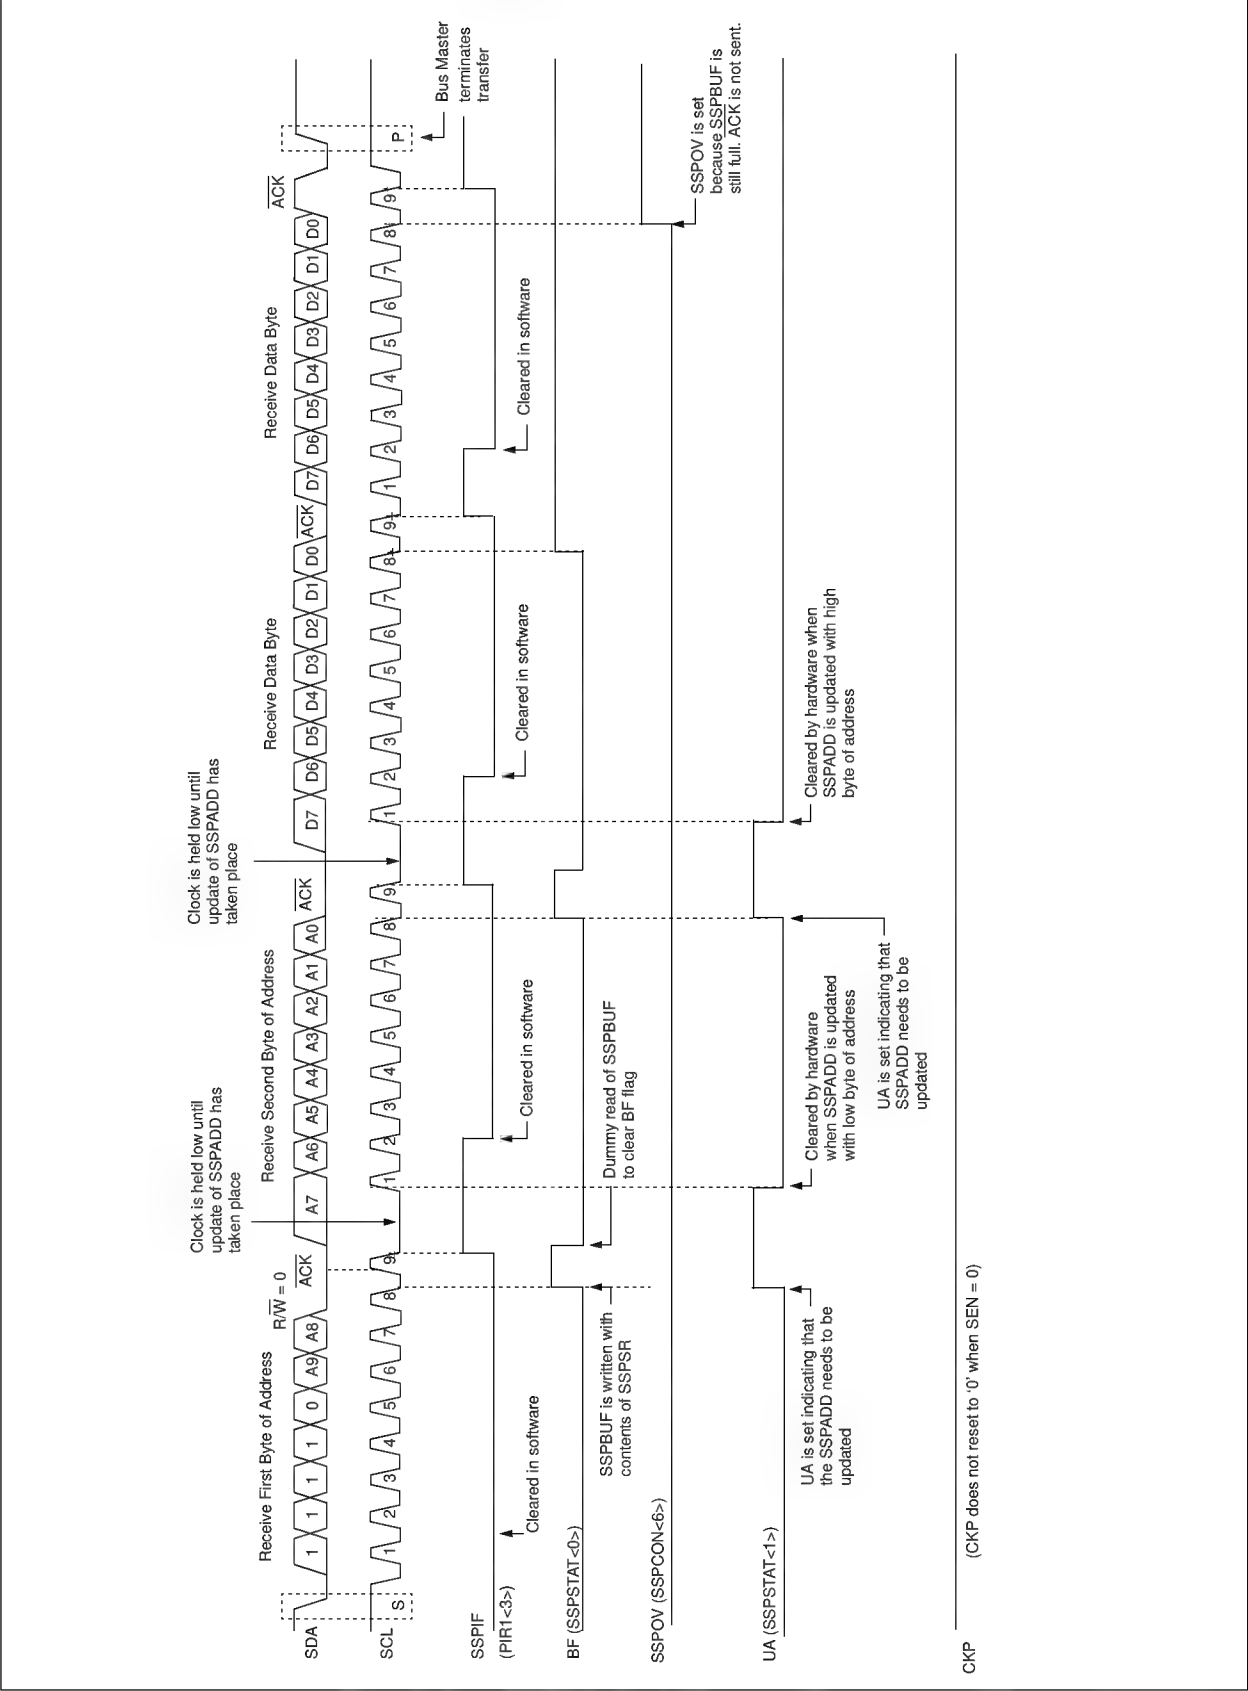 Receive First Byte of Address
R/W = 0
Clock is held low until
update of SSPADD has
taken place
Receive Second Byte of Address
Clock is held low until
update of SSPADD has
taken place
Receive Data Byte
Receive Data Byte
ACK
SDA
1 1 1 1 0 A9 A8 ACK A7 A6 A5 A4 A3 A2 A1 A0 ACK D7 D6 D5 D4 D3 D2 D1 D0 ACK D7 D6 D5 D4 D3 D2 D1 D0
SCL
S 1 2 3 4 5 6 7 8 9 1 2 3 4 5 6 7 8 9 1 2 3 4 5 6 7 8 9 1 2 3 4 5 6 7 8 9 P
Bus Master
terminates
transfer
SSPIF
(PIR1<3>)
Cleared in software
Cleared in software
Cleared in software
Cleared in software
BF (SSPSTAT<0>)
SSPBUF is written with
contents of SSPSR
Dummy read of SSPBUF
to clear BF flag
SSPOV (SSPCON<6>)
SSPOV is set
because SSPBUF is
still full. ACK is not sent.
UA (SSPSTAT<1>)
UA is set indicating that
the SSPADD needs to be
updated
Cleared by hardware
when SSPADD is updated
with low byte of address
UA is set indicating that
SSPADD needs to be
updated
Cleared by hardware when
SSPADD is updated with high
byte of address
CKP
(CKP does not reset to ‘0’ when SEN = 0)